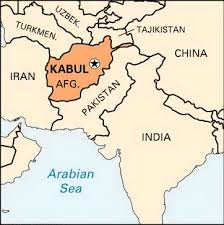 UZBEK.
TURKMEN.
TAJIKISTAN
CHINA
KABUL
AFG.
IRAN
PAKISTAN
INDIA
Arabian
Sea